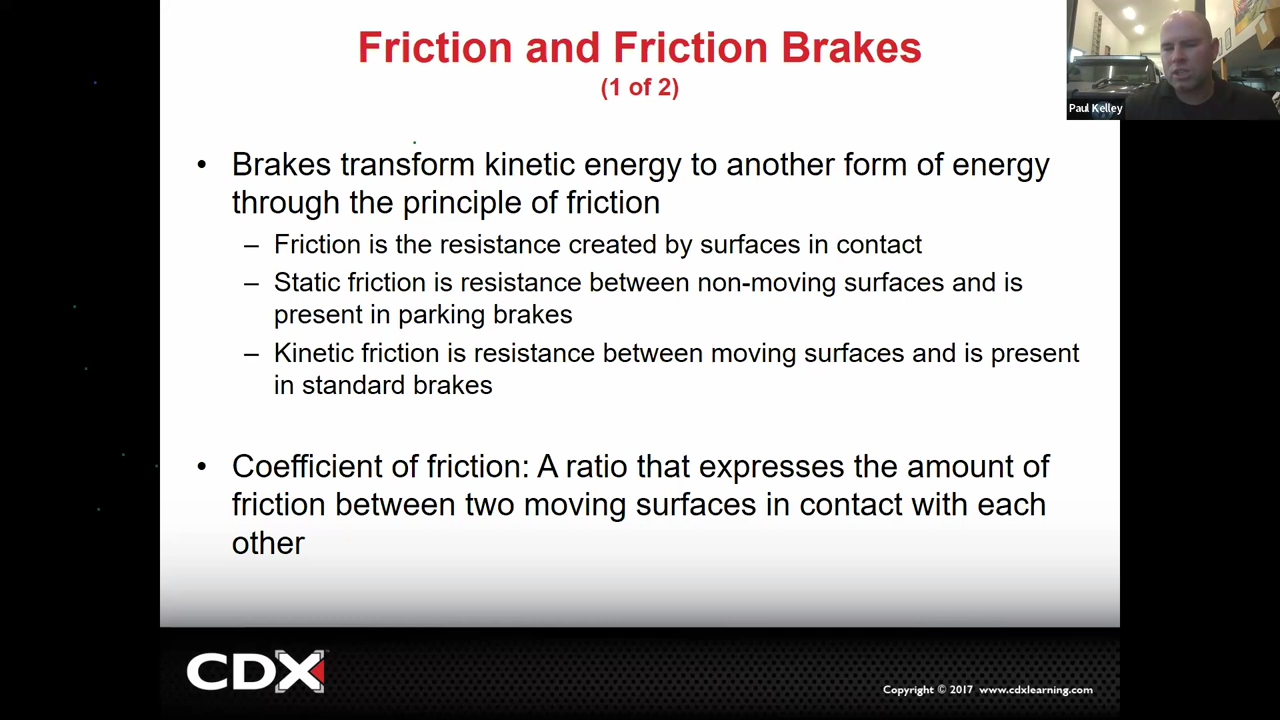 Friction and Friction Brakes
(1 of 2)
Paul Kelley
• Brakes transform kinetic energy to another form of energy
through the principle of friction
– Friction is the resistance created by surfaces in contact
– Static friction is resistance between non-moving surfaces and is
present in parking brakes
– Kinetic friction is resistance between moving surfaces and is present
in standard brakes
• Coefficient of friction: A ratio that expresses the amount of
friction between two moving surfaces in contact with each
other
CDX
Copyright © 2017 www.cdxlearning.com